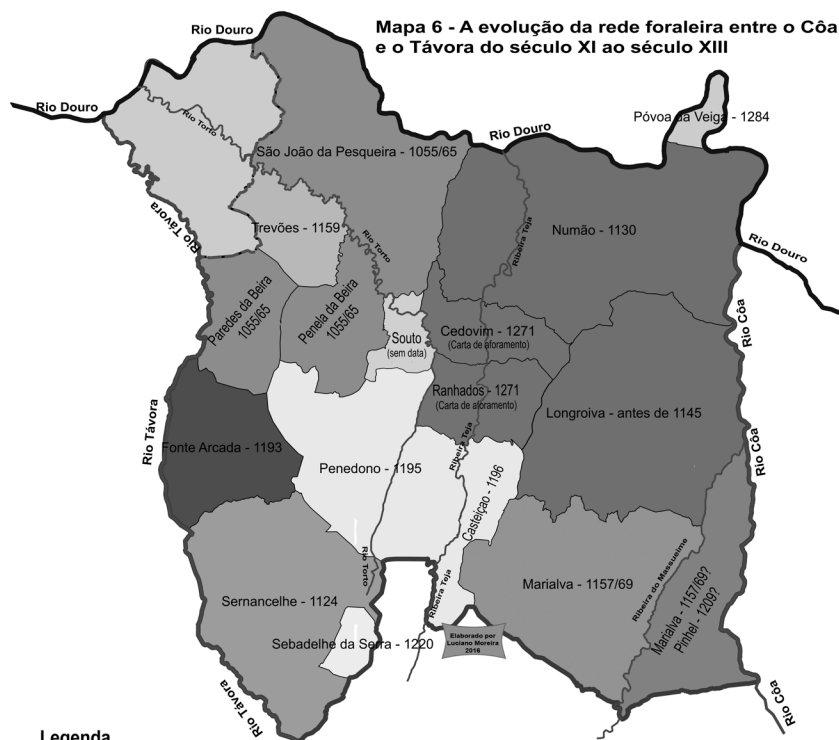 Mapa 6 - A evolução da rede foraleira entre o Côa
e o Távora do século XI ao século XIII
Rio Douro
Rio Douro
Póvoa da Veiga - 1284
Rio Torto
Rio Douro
São João da Pesqueira - 1055/65
Rio Távora
Trevões - 1159
Rio Torto
Ribeira Teja
Numão - 1130
Rio Douro
Paredes da Beira
1055/65
Penela da Beira
1055/65
Souto
(sem data)
Cedovim - 1271
(Carta de aforamento)
Rio Côa
Ranhados - 1271
(Carta de aforamento)
Longroiva - antes de 1145
Rio Távora
Fonte Arcada - 1193
Penedono - 1195
Ribeira Teja
Casteiçao - 1196
Rio Côa
Rio Torto
Ribeira Teja
Sernancelhe - 1124
Marialva - 1157/69
Ribeira do Massueime
Marialva - 1157/69?
Pinhel - 1209?
Sebadelhe da Serra - 1220
Elaborado por
Luciano Moreira
2016
Rio Távora
Rio Côa
Legenda